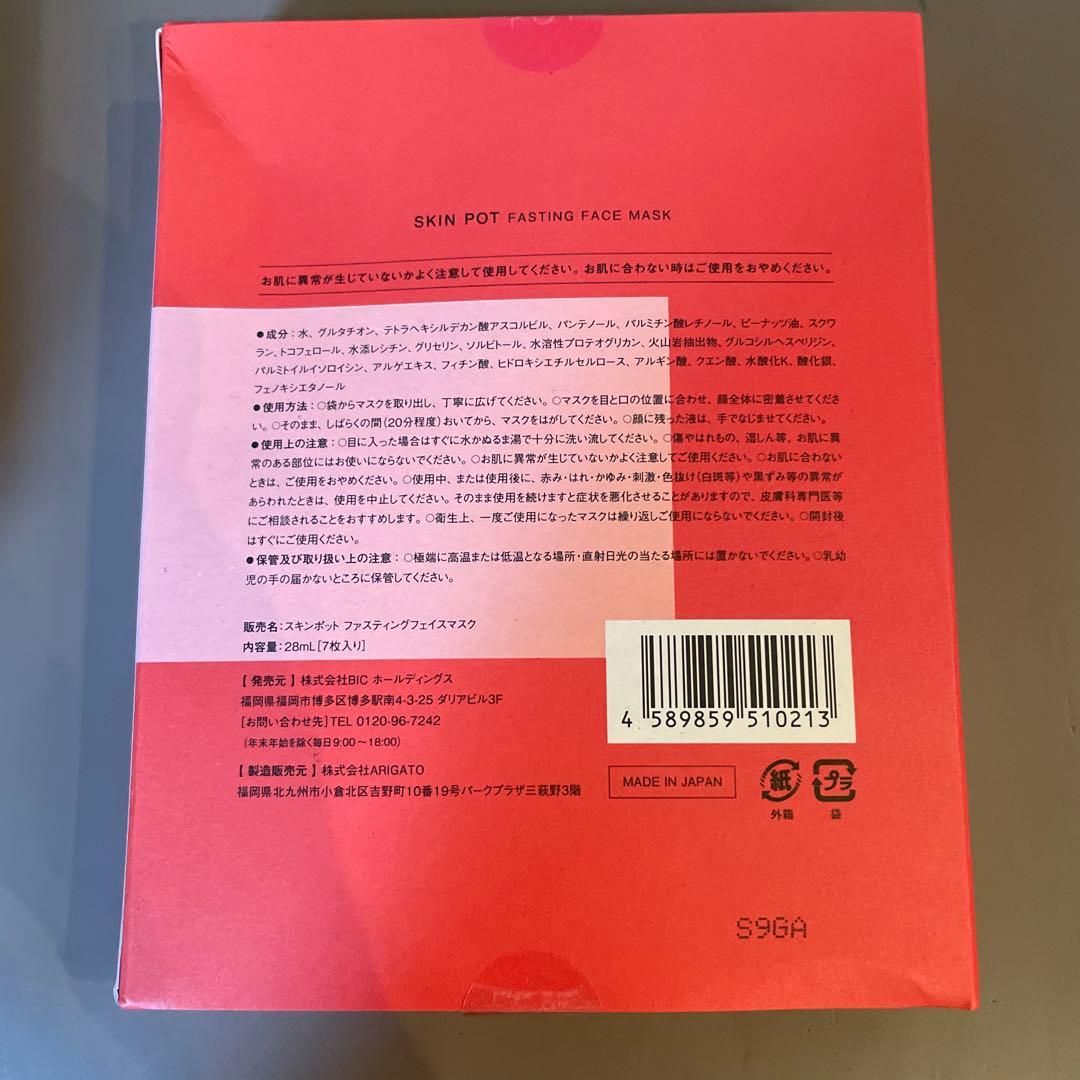 POT
SKIN POT FASTING FACE MASK
お肌に異常が生じていないかよく注意して使用してください。お肌に合わない時はご使用をおやめください。
●成分：水、グルタチオン、テトラヘキシルデカン酸アスコルビル、パンテノール、パルミチン酸レチノール、ピーナッツ油、スクワ
ラン、トコフェロール、水添レシチン、グリセリン、ソルビトール、水溶性プロテオグリカン、火山岩抽出物、グルコシルヘスペリジン、
パルミトイルイソロイシン、アルゲエキス、フィチン酸、ヒドロキシエチルセルロース、アルギン酸、クエン酸、水酸化K、酸化銀、
フェノキシエタノール
●使用方法：○袋からマスクを取り出し、丁寧に広げてください。○マスクを目と口の位置に合わせ、顔全体に密着させてくださ
い。○そのまま、しばらくの間(20分程度)おいてから、マスクをはがしてください。○顔に残った液は、手でなじませてください。
●使用上の注意：○目に入った場合はすぐに水かぬるま湯で十分に洗い流してください。○傷やはれもの、湿しん等、お肌に異
常のある部位にはお使いにならないでください。○お肌に異常が生じていないかよく注意してご使用ください。○お肌に合わない
ときは、ご使用をおやめください。○使用中、または使用後に、赤み・はれ・かゆみ・刺激・色抜け(白斑等)や黒ずみ等の異常が
あらわれたときは、使用を中止してください。そのまま使用を続けますと症状を悪化させることがありますので、皮膚科専門医等
にご相談されることをおすすめします。○衛生上、一度ご使用になったマスクは繰り返しご使用にならないでください。○開封後
はすぐにご使用ください。
●保管及び取り扱い上の注意：○極端に高温または低温となる場所・直射日光の当たる場所には置かないでください。○乳幼
児の手の届かないところに保管してください。
販売名：スキンポット ファスティングフェイスマスク
内容量：28mL[7枚入り]
【発売元】株式会社BIC ホールディングス
福岡県福岡市博多区博多駅南4-3-25 ダリアビル3F
[お問い合わせ先]TEL 0120-96-7242
(年末年始を除く毎日9:00〜18:00)
【製造販売元】株式会社ARIGATO
福岡県北九州市小倉北区吉野町10番19号パークプラザ三萩野3階
4 589859 510213
MADE IN JAPAN
紙
外箱
プラ
袋
S9GA